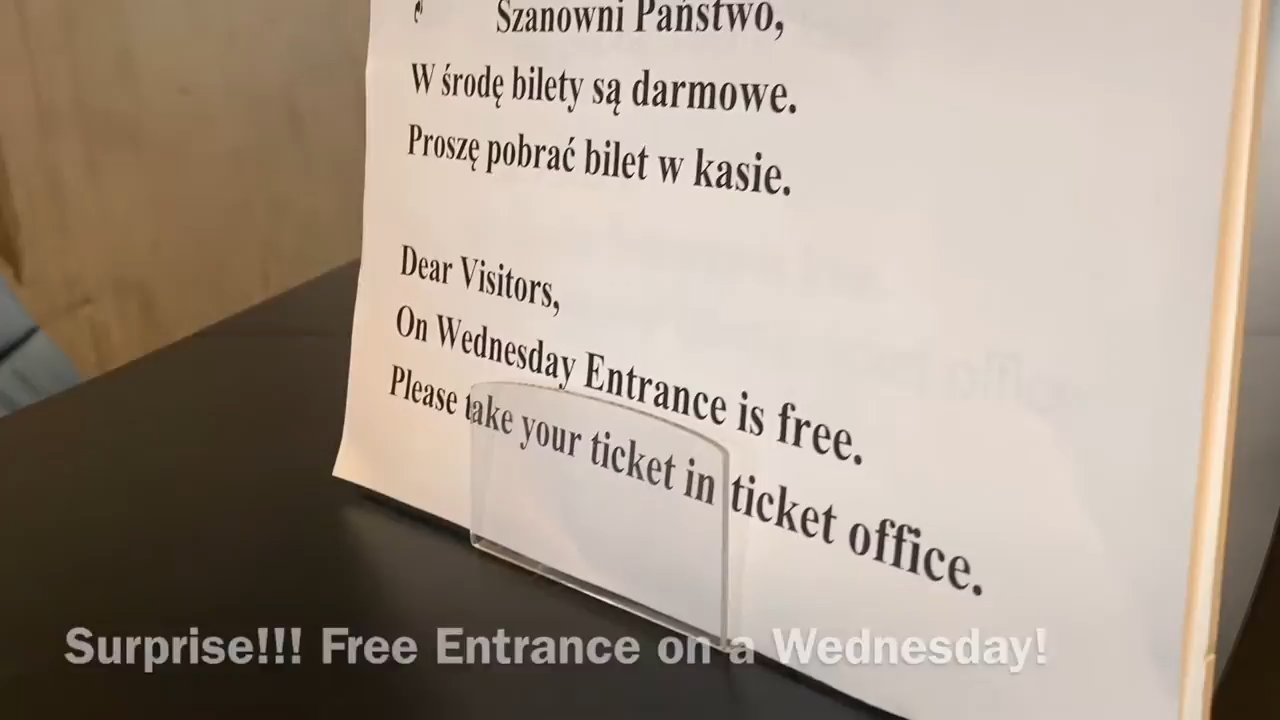 Szanowni Państwo,
W środę bilety są darmowe.
Proszę pobrać bilet w kasie.
Dear Visitors,
On Wednesday Entrance is free.
Please take your ticket in ticket office.
Surprise!!! Free Entrance on a Wednesday!